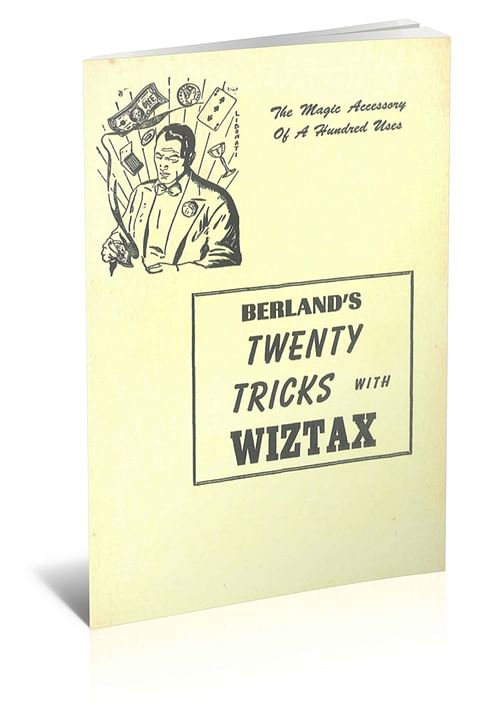 The Magic Accessory
Of A Hundred Uses
BERLAND'S
TWENTY
TRICKS WITH
WIZTAX